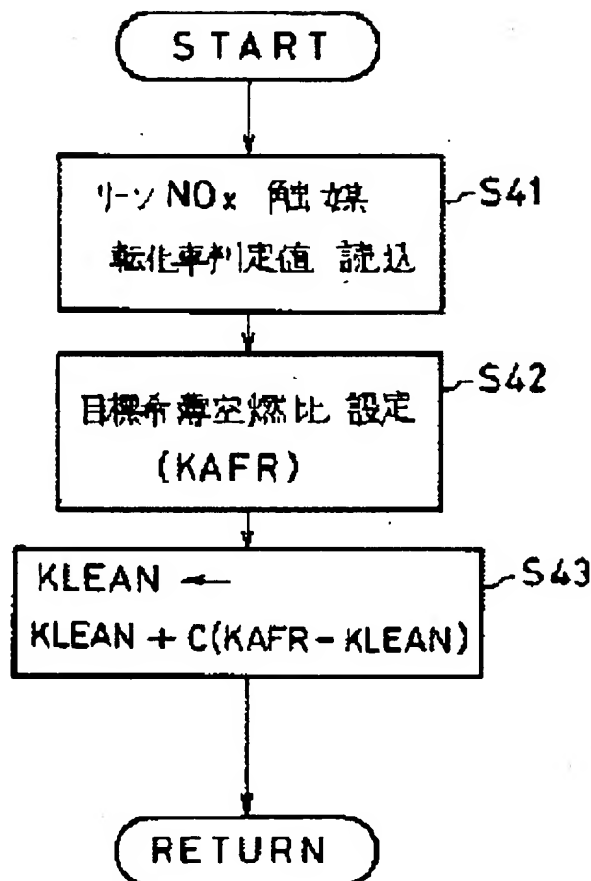 START
リーンNOx 触媒
転化率判定値 読込
S41
目標希薄空燃比 設定
(KAFR)
S42
KLEAN ←
KLEAN + C(KAFR - KLEAN)
S43
RETURN